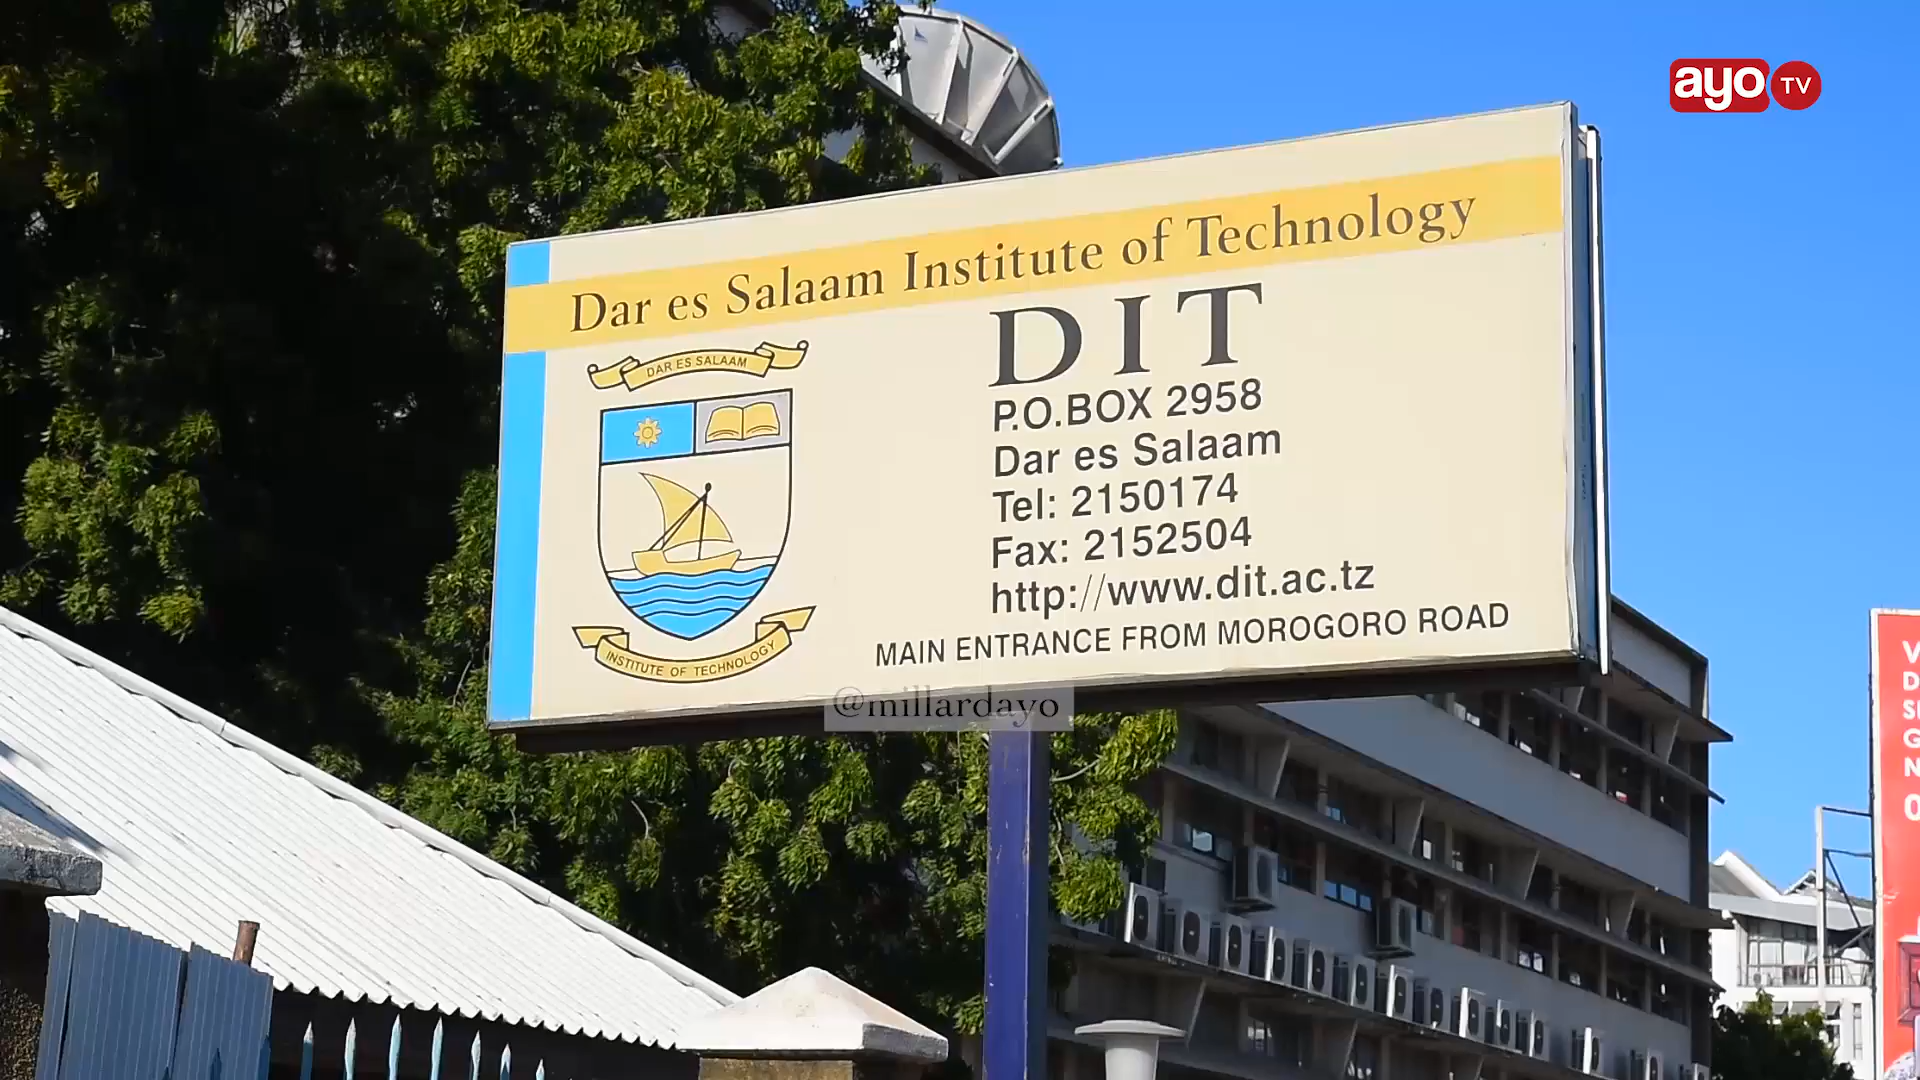 ayo TV
Dar es Salaam Institute of Technology
DIT
DAR ES SALAAM
P.O.BOX 2958
Dar es Salaam
Tel: 2150174
Fax: 2152504
http://www.dit.ac.tz
INSTITUTE OF TECHNOLOGY
MAIN ENTRANCE FROM MOROGORO ROAD
@millardayo